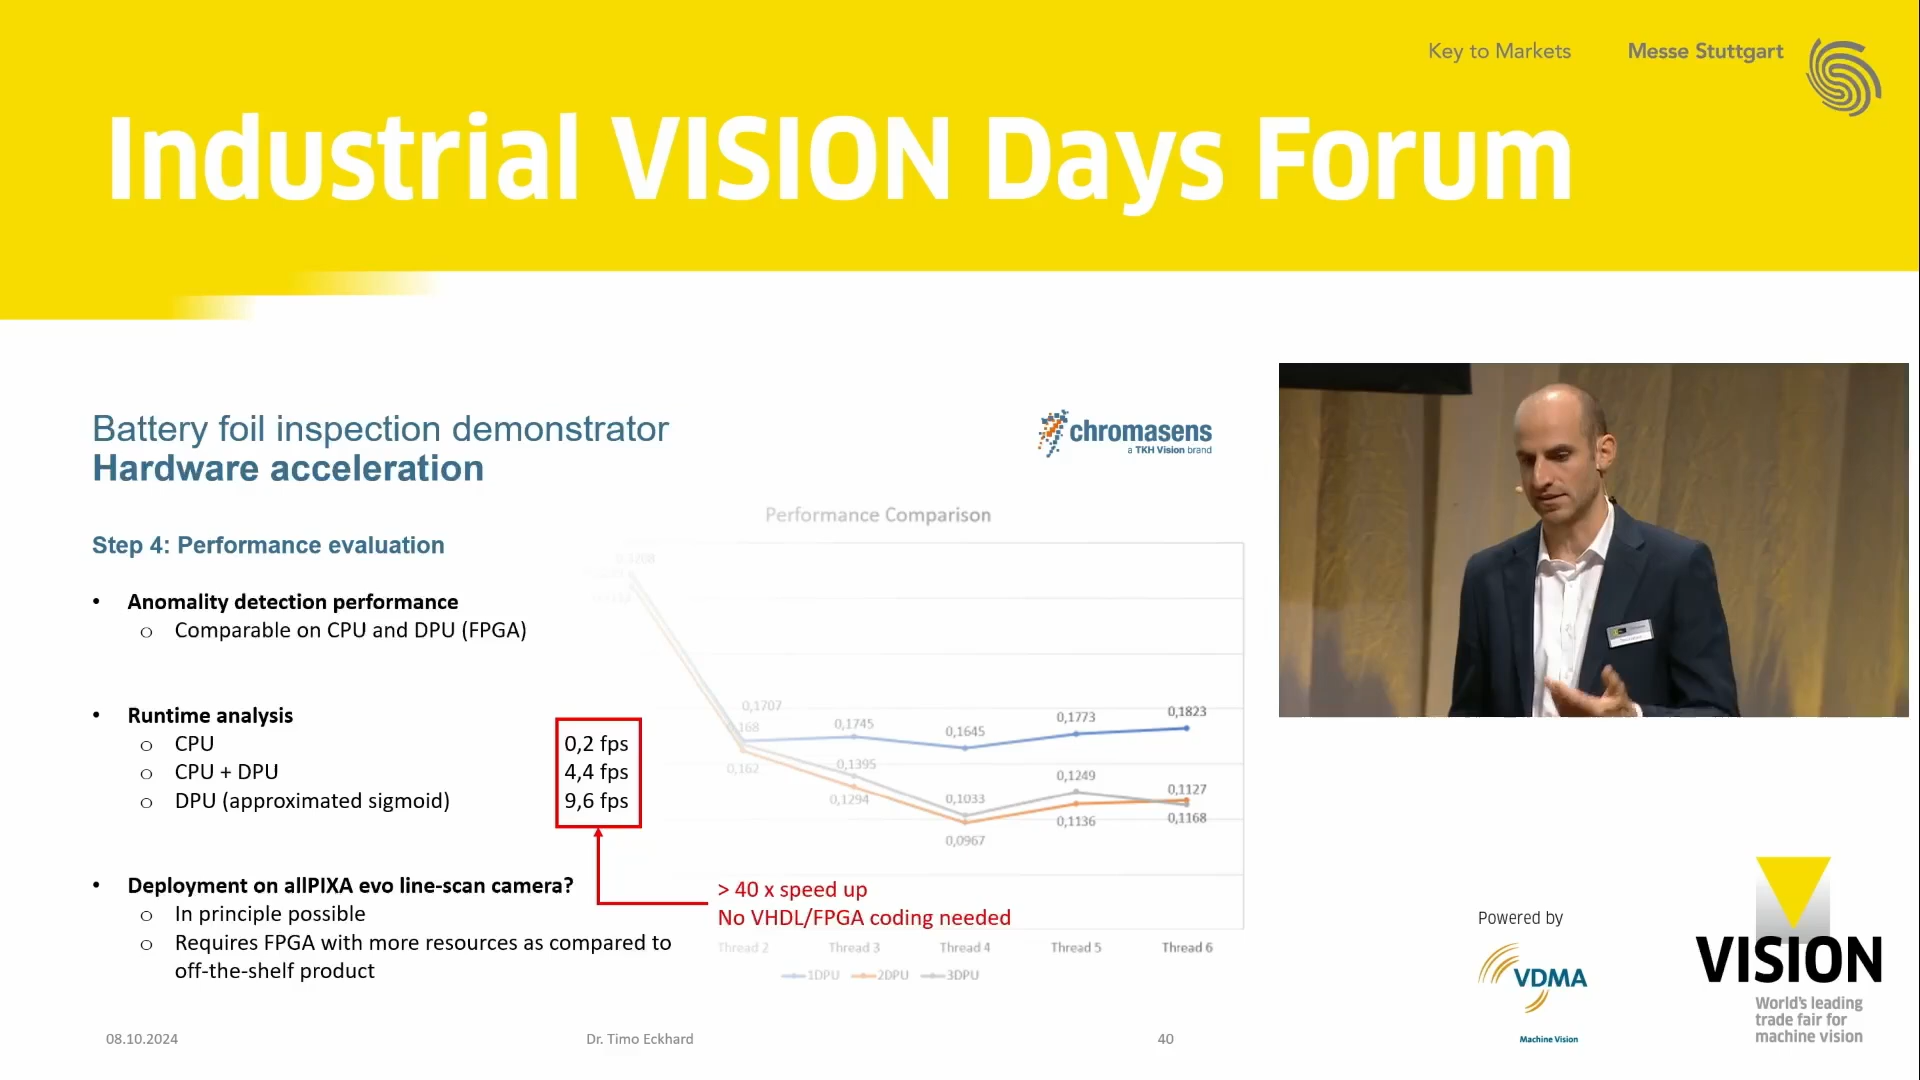 Key to Markets
Messe Stuttgart
Industrial VISION Days Forum
Battery foil inspection demonstrator
Hardware acceleration
chromasens
a TKH Vision brand
Step 4: Performance evaluation
• Anomality detection performance
o Comparable on CPU and DPU (FPGA)
• Runtime analysis
o CPU 0,2 fps
o CPU + DPU 4,4 fps
o DPU (approximated sigmoid) 9,6 fps
• Deployment on allPIXA evo line-scan camera?
o In principle possible
o Requires FPGA with more resources as compared to
off-the-shelf product
> 40 x speed up
No VHDL/FPGA coding needed
Performance Comparison
0,1707
0,1745
0,1645
0,1773
0,1823
0,162
0,1395
0,1294
0,1033
0,0967
0,1249
0,1136
0,1127
0,1168
Thread 2 Thread 3 Thread 4 Thread 5 Thread 6
1DPU 2DPU 3DPU
08.10.2024
Dr. Timo Eckhard
40
Powered by
VDMA
Machine Vision
VISION
World's leading
trade fair for
machine vision